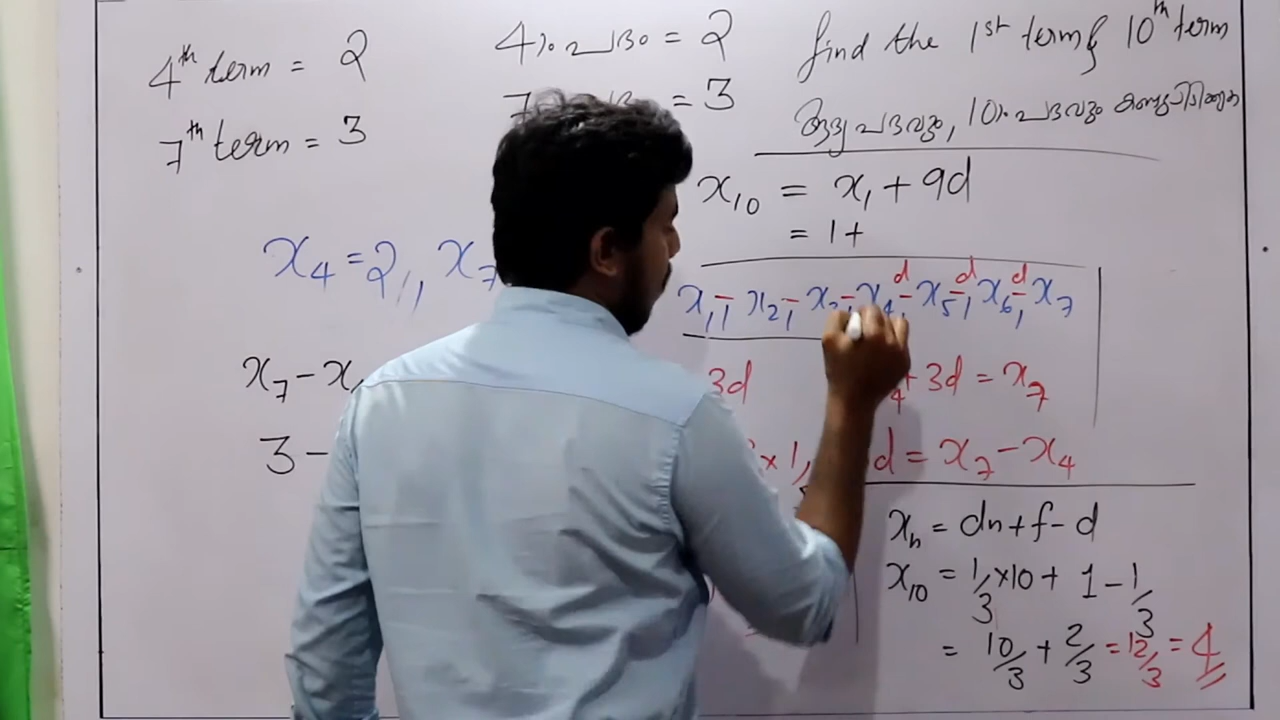 4th term = 2
7th term = 3
4ാം പദം = 2
7 = 3
find the 1st term & 10th term
ആദ്യ പദവും, 10ാം പദവും കണ്ടുപിടിക്കുക
x₁₀ = x₁ + 9d
= 1 +
x₄ = 2, x₇
d d d
x₁, x₂, x₃, x₄, x₅, x₆, x₇
x₇ - x
3d
+ 3d = x₇
3 -
× 1,
d = x₇ - x₄
xₙ = dn + f - d
x₁₀ = 1/3 × 10 + 1 - 1/3
= 10/3 + 2/3 = 12/3 = 4